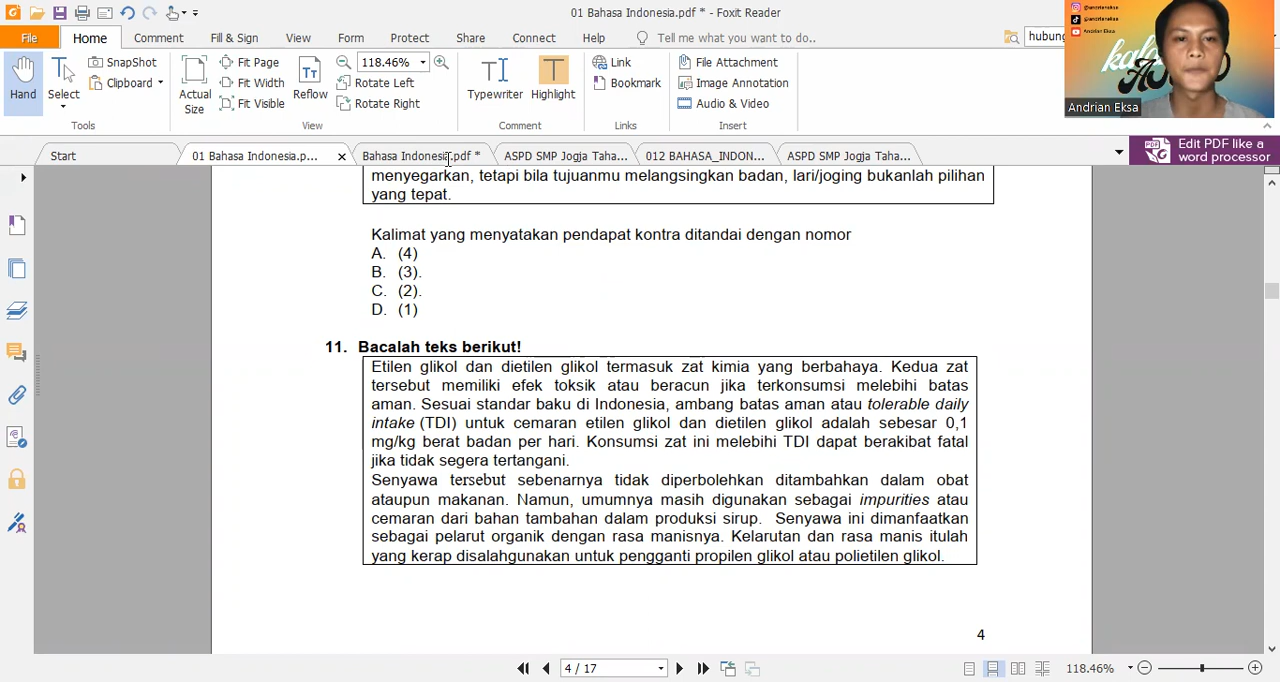 01 Bahasa Indonesia.pdf * - Foxit Reader
File Home Comment Fill & Sign View Form Protect Share Connect Help Tell me what you want to do.. hubung
Hand
Select
SnapShot
Clipboard
Tools
Actual Size
Fit Page
Fit Width
Fit Visible
Reflow
118.46%
Rotate Left
Rotate Right
View
Typewriter
Highlight
Comment
Link
Bookmark
Links
File Attachment
Image Annotation
Audio & Video
Insert
@andrianeksa
@andrianeksa
Andrian Eksa
Andrian Eksa
Start
01 Bahasa Indonesia.p...
Bahasa Indonesia.pdf *
ASPD SMP Jogja Taha...
012 BAHASA_INDON...
ASPD SMP Jogja Taha...
Edit PDF like a
word processor
menyegarkan, tetapi bila tujuanmu melangsingkan badan, lari/joging bukanlah pilihan
yang tepat.
Kalimat yang menyatakan pendapat kontra ditandai dengan nomor
A. (4)
B. (3).
C. (2).
D. (1)
11. Bacalah teks berikut!
Etilen glikol dan dietilen glikol termasuk zat kimia yang berbahaya. Kedua zat
tersebut memiliki efek toksik atau beracun jika terkonsumsi melebihi batas
aman. Sesuai standar baku di Indonesia, ambang batas aman atau tolerable daily
intake (TDI) untuk cemaran etilen glikol dan dietilen glikol adalah sebesar 0,1
mg/kg berat badan per hari. Konsumsi zat ini melebihi TDI dapat berakibat fatal
jika tidak segera tertangani.
Senyawa tersebut sebenarnya tidak diperbolehkan ditambahkan dalam obat
ataupun makanan. Namun, umumnya masih digunakan sebagai impurities atau
cemaran dari bahan tambahan dalam produksi sirup. Senyawa ini dimanfaatkan
sebagai pelarut organik dengan rasa manisnya. Kelarutan dan rasa manis itulah
yang kerap disalahgunakan untuk pengganti propilen glikol atau polietilen glikol.
4
4 / 17
118.46%